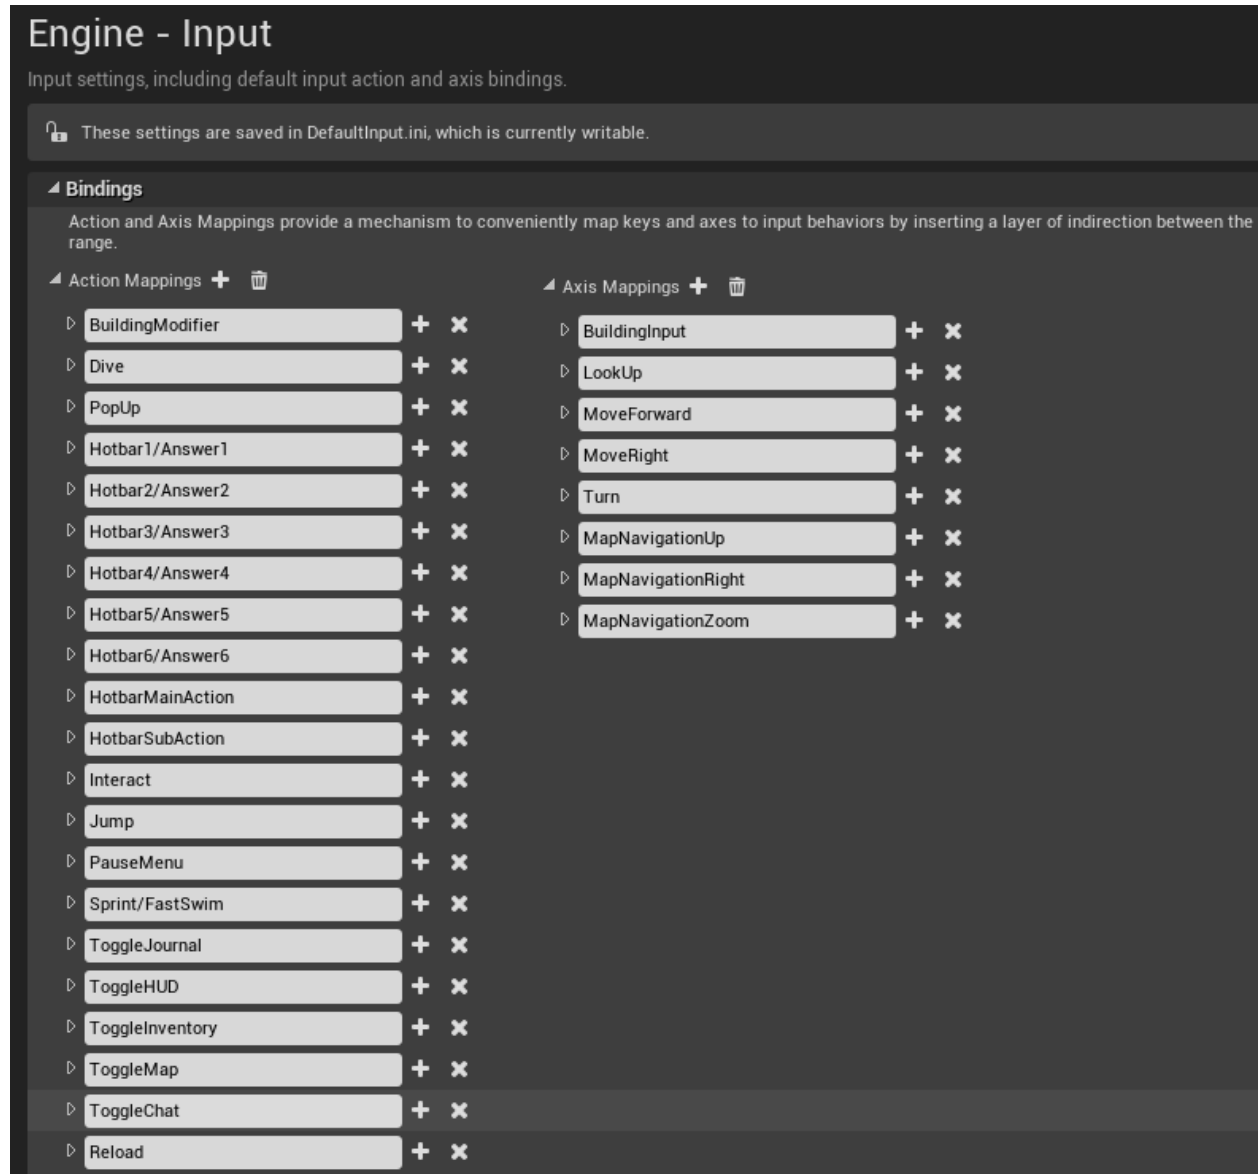 Engine - Input
Input settings, including default input action and axis bindings.
These settings are saved in DefaultInput.ini, which is currently writable.
Bindings
Action and Axis Mappings provide a mechanism to conveniently map keys and axes to input behaviors by inserting a layer of indirection between the
range.
Action Mappings
BuildingModifier
Dive
PopUp
Hotbar1/Answer1
Hotbar2/Answer2
Hotbar3/Answer3
Hotbar4/Answer4
Hotbar5/Answer5
Hotbar6/Answer6
HotbarMainAction
HotbarSubAction
Interact
Jump
PauseMenu
Sprint/FastSwim
ToggleJournal
ToggleHUD
ToggleInventory
ToggleMap
ToggleChat
Reload
Axis Mappings
BuildingInput
LookUp
MoveForward
MoveRight
Turn
MapNavigationUp
MapNavigationRight
MapNavigationZoom